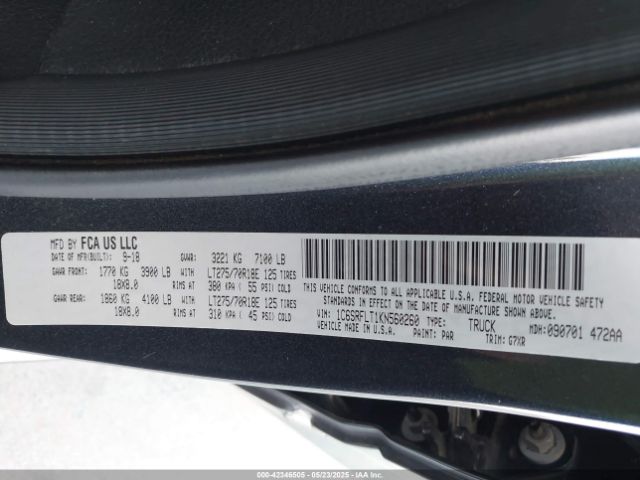 MFD BY FCA US LLC
DATE OF MFR(BUILT): 9-18 GVWR: 3221 KG 7100 LB
GAWR FRONT: 1770 KG 3900 LB WITH LT275/70R18E 125 TIRES
18X8.0 RIMS AT 380 KPA ( 55 PSI) COLD
GAWR REAR: 1860 KG 4100 LB WITH LT275/70R18E 125 TIRES
18X8.0 RIMS AT 310 KPA ( 45 PSI) COLD
THIS VEHICLE CONFORMS TO ALL APPLICABLE U.S.A. FEDERAL MOTOR VEHICLE SAFETY
STANDARDS IN EFFECT ON THE DATE OF MANUFACTURE SHOWN ABOVE.
VIN: 1C6SRFLT1KN560260 TYPE: TRUCK MDH: 090701 472AA
VEHICLE MADE IN U.S.A. PAINT: PAR TRIM: G7XR
00-42346505 - 05/23/2025 - IAAI.COM